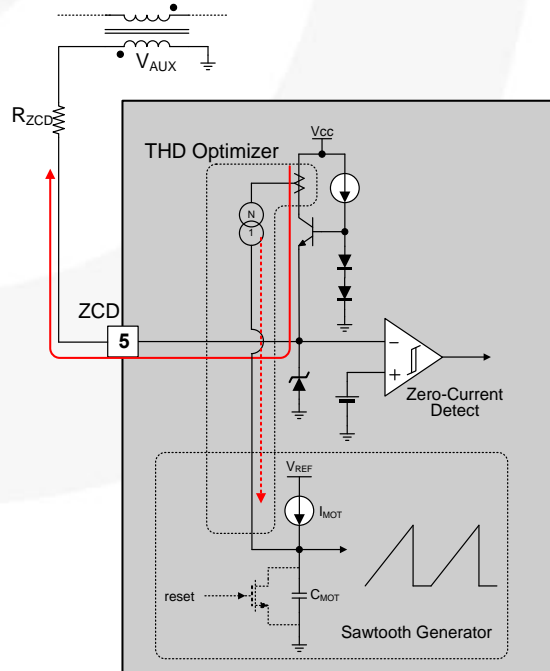 VAUX
RZCD
THD Optimizer
Vcc
N
1
ZCD
5
−
+
Zero-Current
Detect
VREF
IMOT
reset
CMOT
Sawtooth Generator